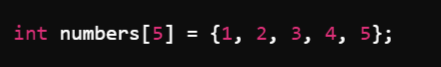 int numbers[5] = {1, 2, 3, 4, 5};